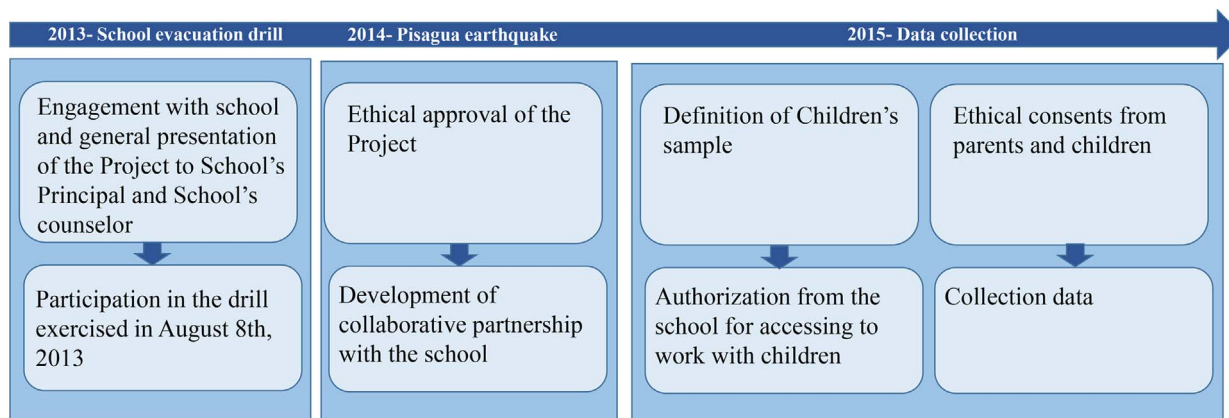 2013- School evacuation drill
2014- Pisagua earthquake
2015- Data collection
Engagement with school
and general presentation
of the Project to School’s
Principal and School’s
counselor
Participation in the drill
exercised in August 8th,
2013
Ethical approval of the
Project
Development of
collaborative partnership
with the school
Definition of Children’s
sample
Authorization from the
school for accessing to
work with children
Ethical consents from
parents and children
Collection data